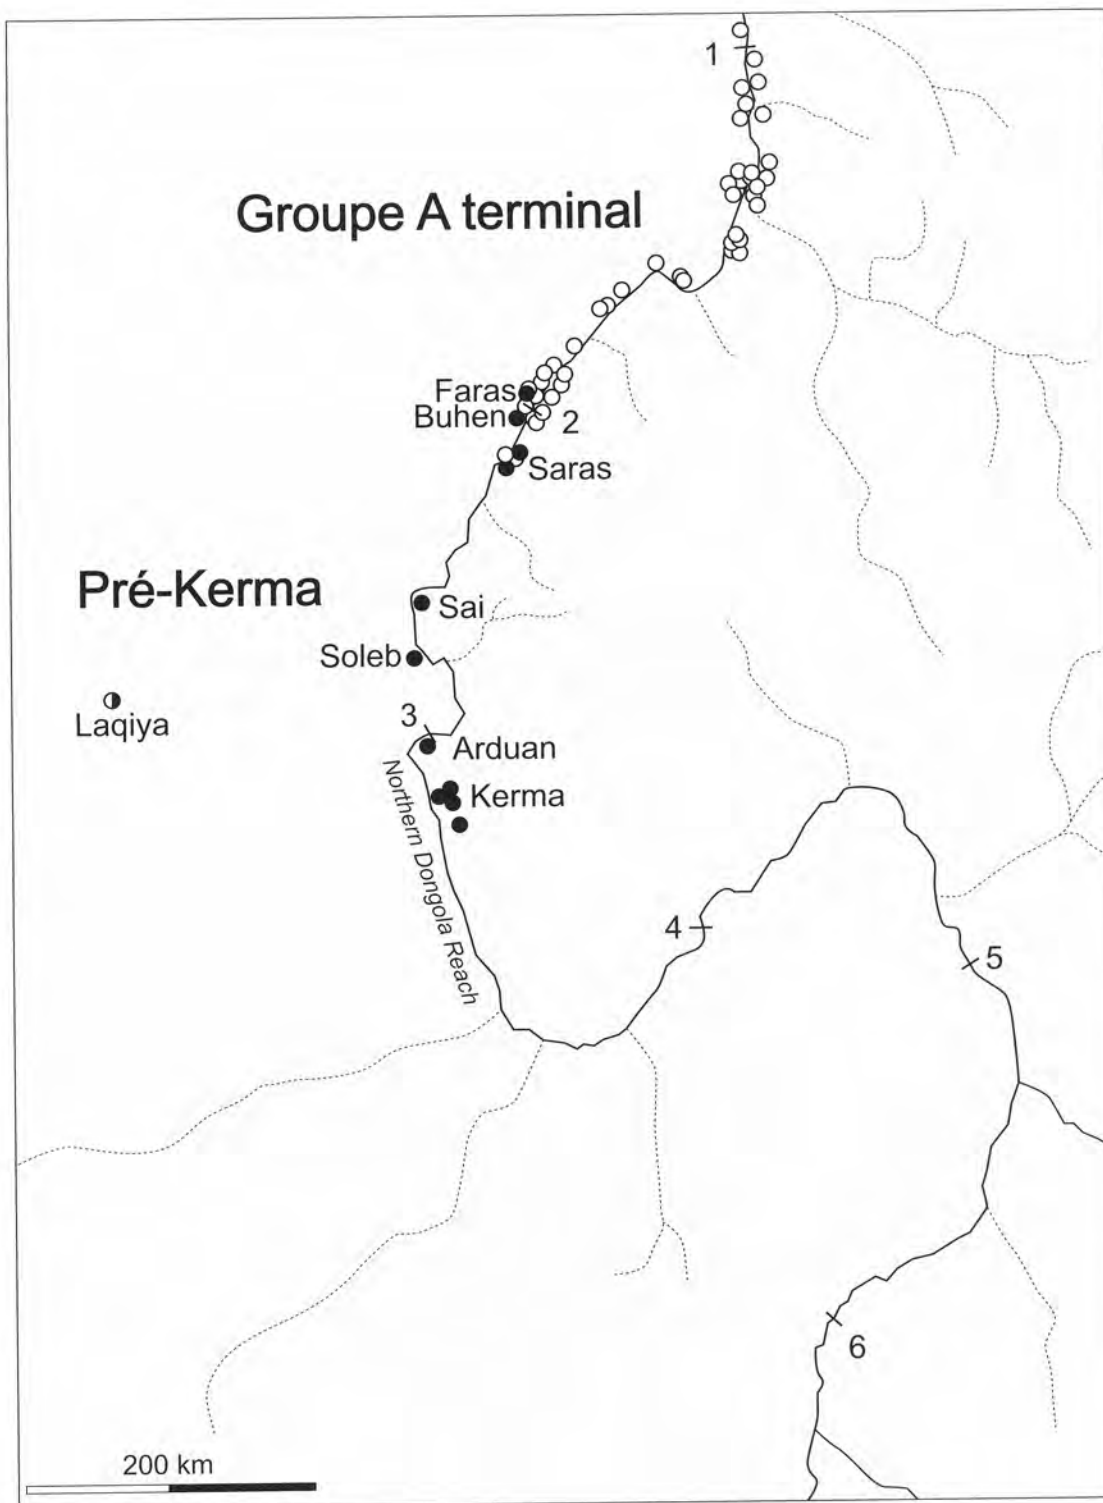 1
Groupe A terminal
Faras
Buhen
2
Saras
Pré-Kerma
Sai
Soleb
Laqiya
3
Arduan
Kerma
Northern Dongola Reach
4
5
6
200 km